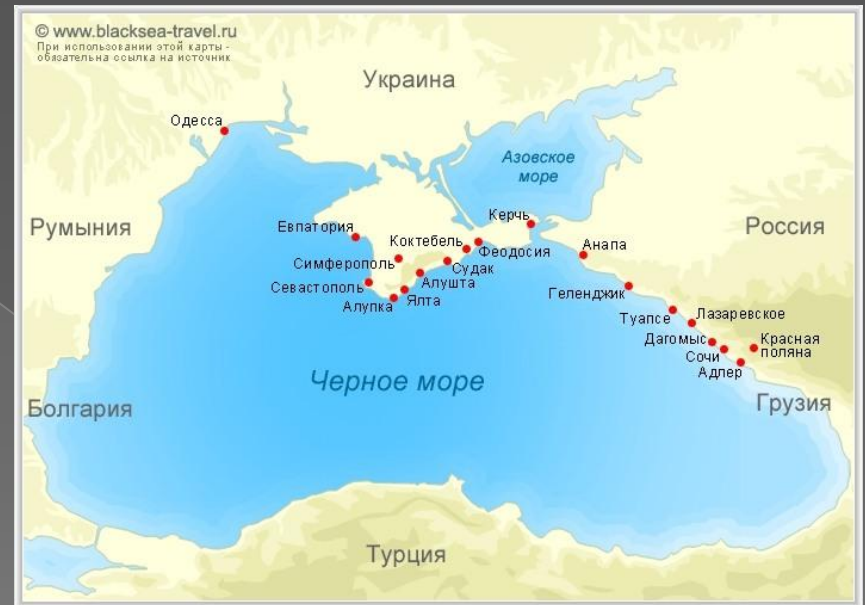 © www.blacksea-travel.ru
При использовании этой карты -
обязательна ссылка на источник
Украина
Одесса
Азовское
море
Румыния
Керчь
Россия
Евпатория
Коктебель
Феодосия
Анапа
Симферополь
Судак
Севастополь
Алушта
Геленджик
Алупка
Ялта
Туапсе
Лазаревское
Дагомыс
Красная
поляна
Сочи
Адлер
Черное море
Болгария
Грузия
Турция